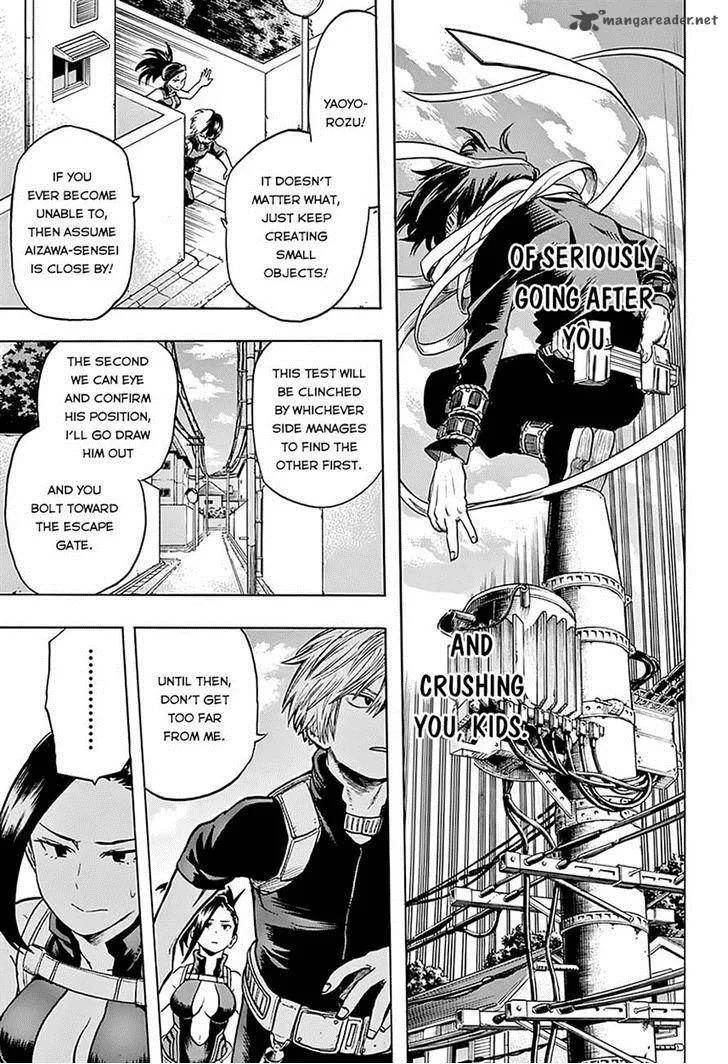 mangareader.net
OF SERIOUSLY
GOING AFTER
YOU
AND
CRUSHING
YOU, KIDS.
YAOYO-
ROZU!
IT DOESN'T
MATTER WHAT,
JUST KEEP
CREATING
SMALL
OBJECTS!
IF YOU
EVER BECOME
UNABLE TO,
THEN ASSUME
AIZAWA-SENSEI
IS CLOSE BY!
THIS TEST WILL
BE CLINCHED
BY WHICHEVER
SIDE MANAGES
TO FIND THE
OTHER FIRST.
THE SECOND
WE CAN EYE
AND CONFIRM
HIS POSITION,
I'LL GO DRAW
HIM OUT
AND YOU
BOLT TOWARD
THE ESCAPE
GATE.
UNTIL THEN,
DON'T GET
TOO FAR
FROM ME.
.........